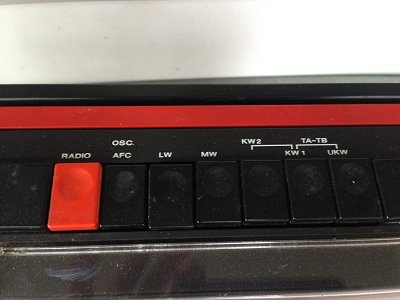 OSC. KW2 TA-TB
RADIO AFC LW MW KW1 UKW